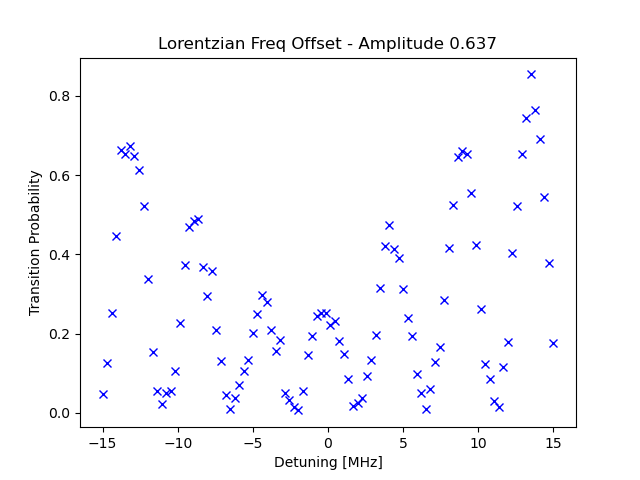 Lorentzian Freq Offset - Amplitude 0.637
Transition Probability
0.8
0.6
0.4
0.2
0.0
−15 −10 −5 0 5 10 15
Detuning [MHz]